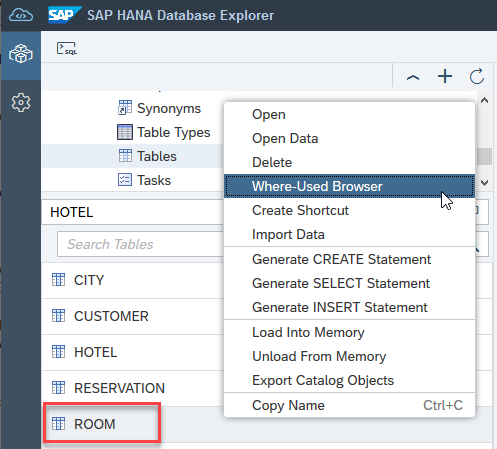 SAP SAP HANA Database Explorer
SQL
Synonyms
Table Types
Tables
Tasks
HOTEL
Search Tables
CITY
CUSTOMER
HOTEL
RESERVATION
ROOM
Open
Open Data
Delete
Where-Used Browser
Create Shortcut
Import Data
Generate CREATE Statement
Generate SELECT Statement
Generate INSERT Statement
Load Into Memory
Unload From Memory
Export Catalog Objects
Copy Name Ctrl+C